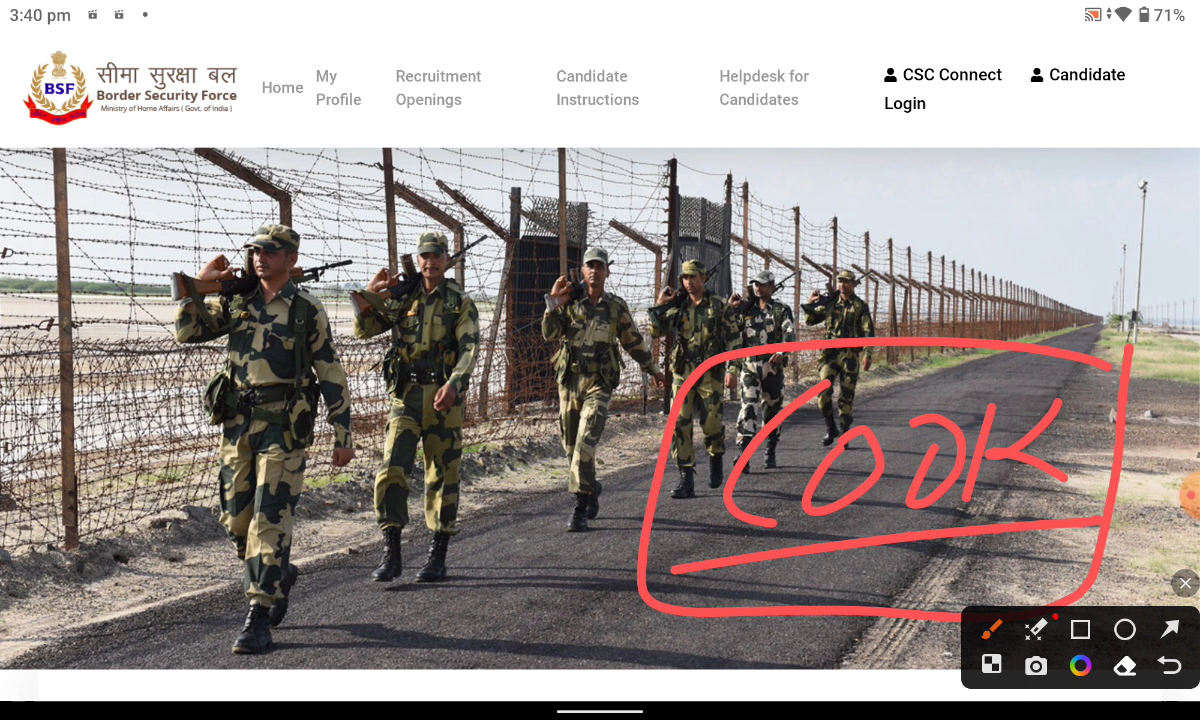 3:40 pm
71%
BSF
सीमा सुरक्षा बल
Border Security Force
Ministry of Home Affairs ( Govt. of India )
Home
My Profile
Recruitment Openings
Candidate Instructions
Helpdesk for Candidates
CSC Connect
Candidate
Login
COOK